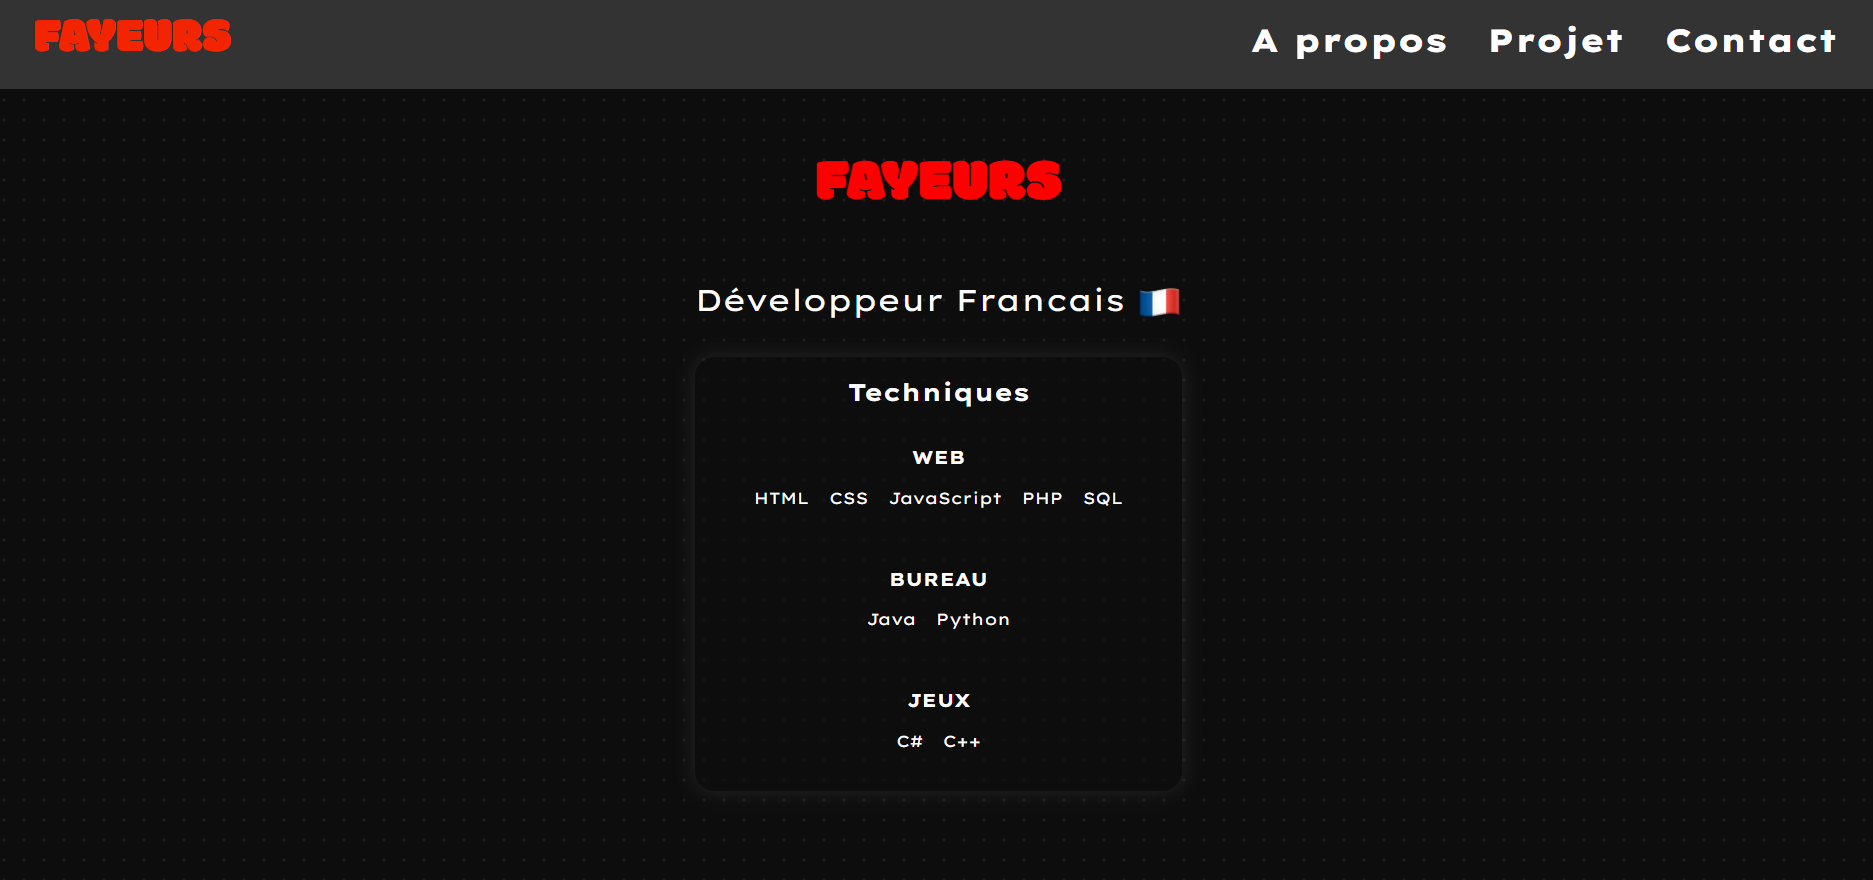 FAYEURS
A propos Projet Contact
FAYEURS
Développeur Francais 🇫🇷
Techniques
WEB
HTML CSS JavaScript PHP SQL
BUREAU
Java Python
JEUX
C# C++